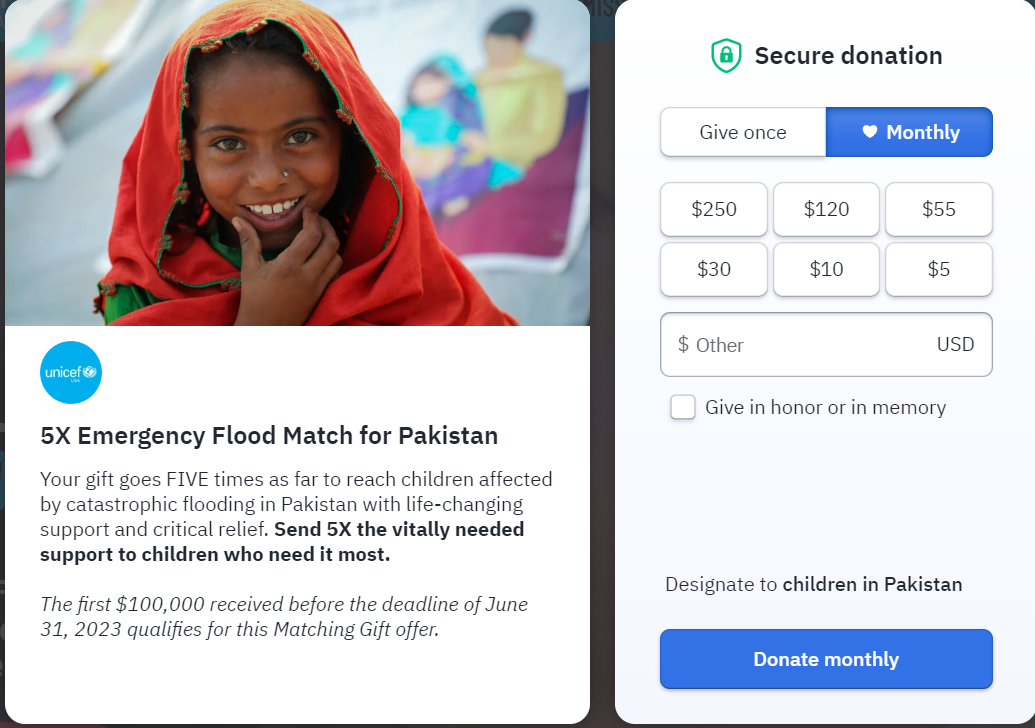 unicef
USA
5X Emergency Flood Match for Pakistan
Your gift goes FIVE times as far to reach children affected
by catastrophic flooding in Pakistan with life-changing
support and critical relief. Send 5X the vitally needed
support to children who need it most.
The first $100,000 received before the deadline of June
31, 2023 qualifies for this Matching Gift offer.
Secure donation
Give once Monthly
$250 $120 $55
$30 $10 $5
$ Other USD
Give in honor or in memory
Designate to children in Pakistan
Donate monthly